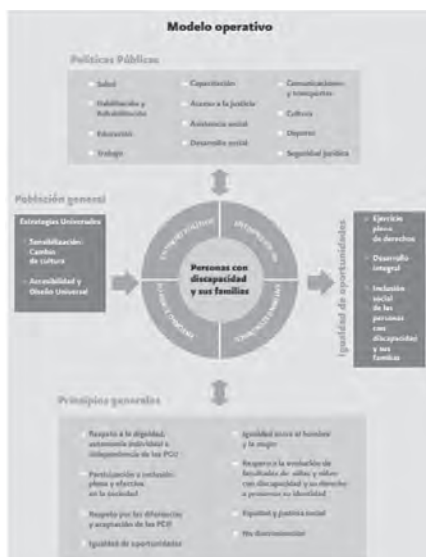 Modelo operativo
Políticas Públicas
Salud
Habilitación y
Rehabilitación
Educación
Trabajo
Capacitación
Acceso a la justicia
Asistencia social
Desarrollo social
Comunicaciones
y transportes
Cultura
Deporte
Seguridad jurídica
Población general
Estrategias Universales
Sensibilización:
Cambio
de cultura
Accesibilidad y
Diseño Universal
Personas con
discapacidad
y sus familias
Igualdad de oportunidades
Ejercicio
pleno
de derechos
Desarrollo
integral
Inclusión
social
de las
personas
con
discapacidad
y sus
familias
Principios generales
Respeto a la dignidad,
autonomía individual e
independencia de las PCD
Participación e inclusión
plena y efectiva
en la sociedad
Respeto por las diferencias
y aceptación de las PCD
Igualdad de oportunidades
Igualdad entre el hombre
y la mujer
Respeto a la evolución de
facultades de niñas y niños
con discapacidad y su derecho
a preservar su identidad
Equidad y justicia social
No discriminación